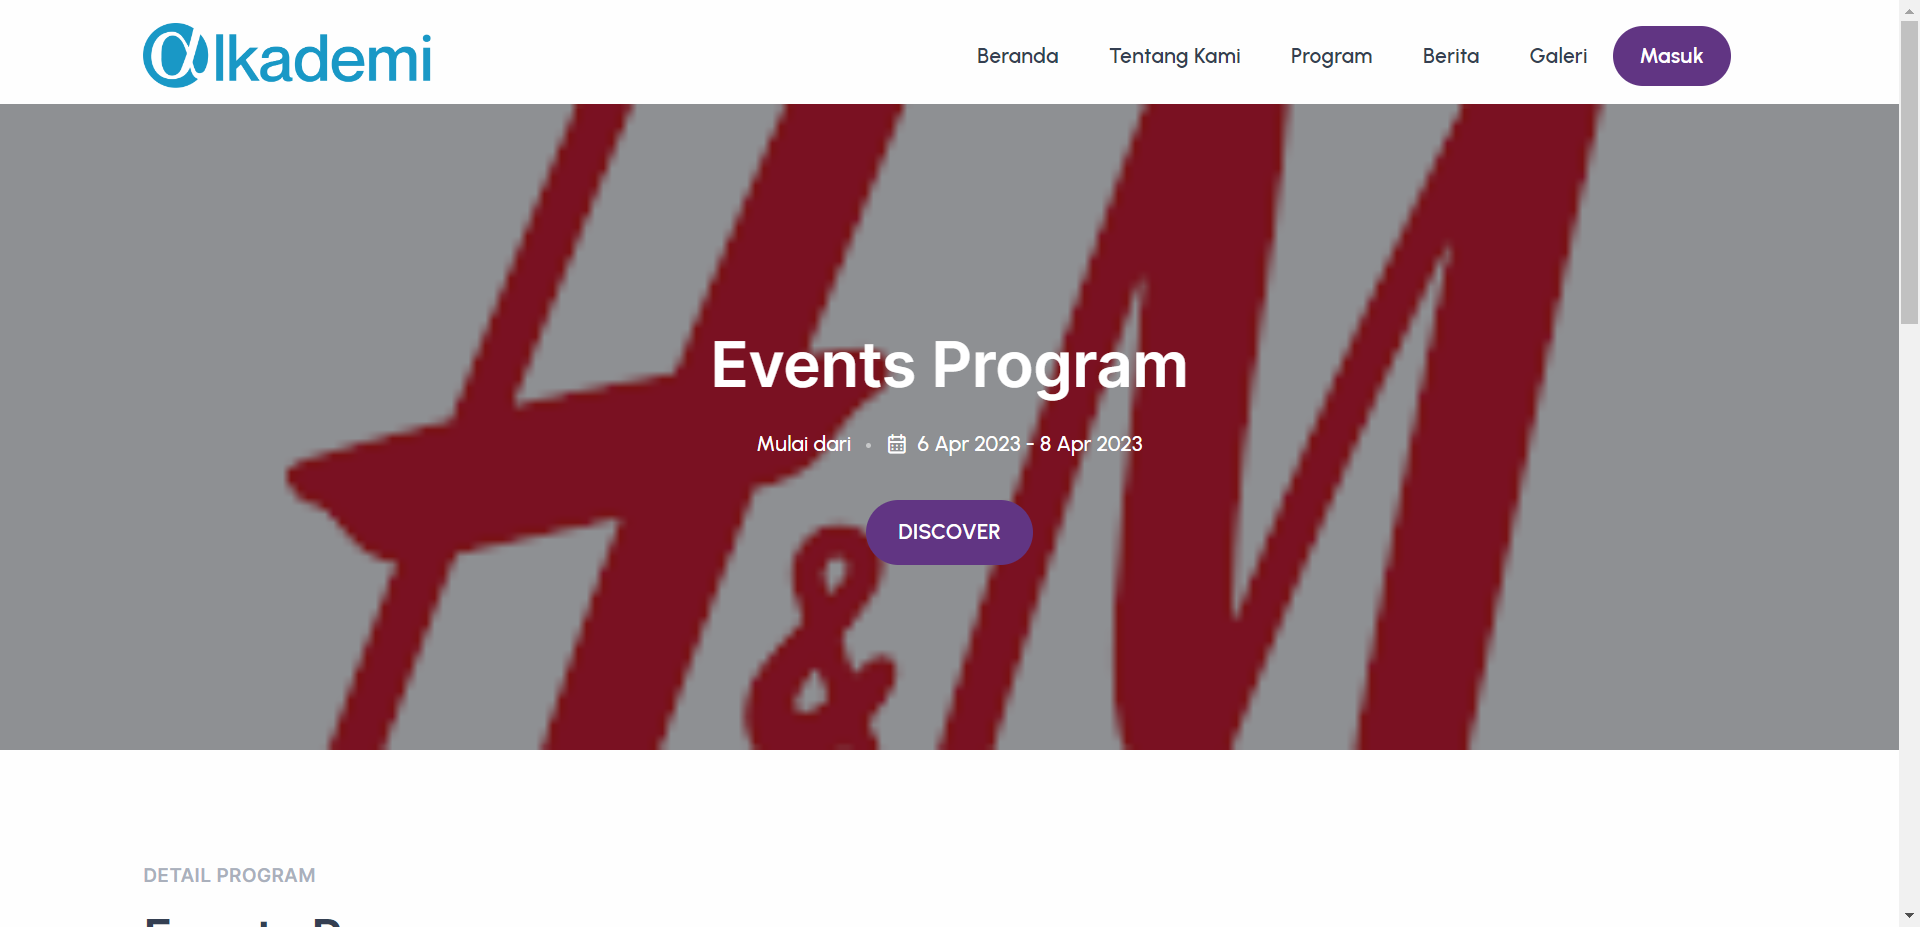 @lkademi
Beranda Tentang Kami Program Berita Galeri Masuk
H&M
Events Program
Mulai dari • 6 Apr 2023 - 8 Apr 2023
DISCOVER
DETAIL PROGRAM